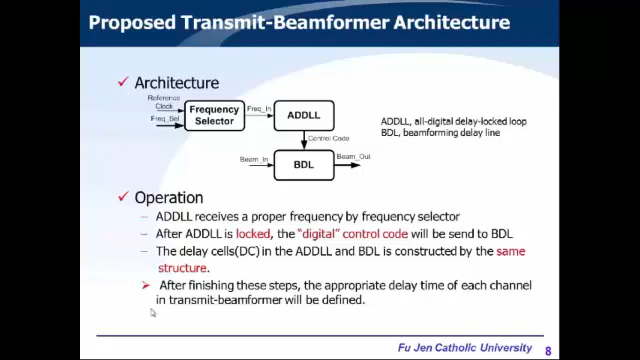 Proposed Transmit-Beamformer Architecture
Architecture
Reference
Clock
Freq_Sel
Frequency
Selector
Freq_In
ADDLL
Control Code
Beam_In
BDL
Beam_Out
ADDLL, all-digital delay-locked loop
BDL, beamforming delay line
Operation
ADDLL receives a proper frequency by frequency selector
After ADDLL is locked, the "digital" control code will be send to BDL
The delay cells(DC) in the ADDLL and BDL is constructed by the same
structure.
After finishing these steps, the appropriate delay time of each channel
in transmit-beamformer will be defined.
Fu Jen Catholic University
8